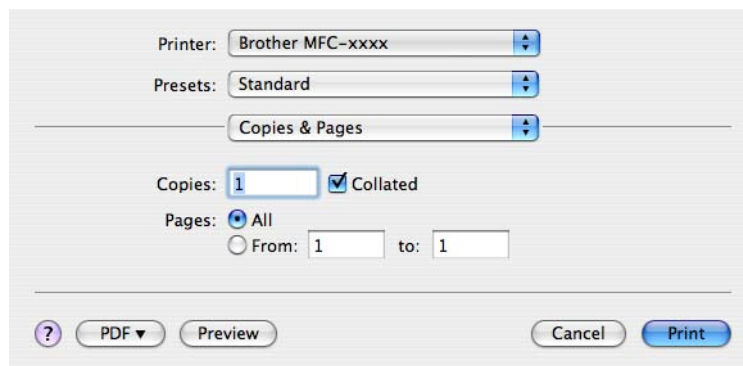 Printer: Brother MFC-xxxx
Presets: Standard
Copies & Pages
Copies: 1 Collated
Pages: All
From: 1 to: 1
? PDF ▼ Preview Cancel Print